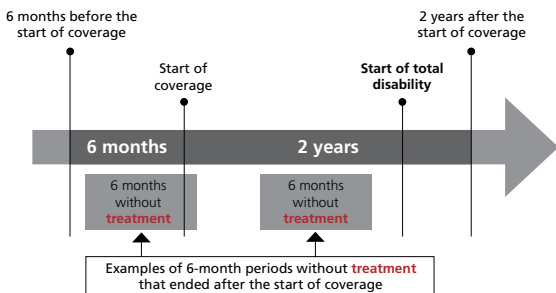 6 months before the
start of coverage
2 years after the
start of coverage
Start of
coverage
Start of total
disability
6 months
2 years
6 months
without
treatment
6 months
without
treatment
Examples of 6-month periods without treatment
that ended after the start of coverage